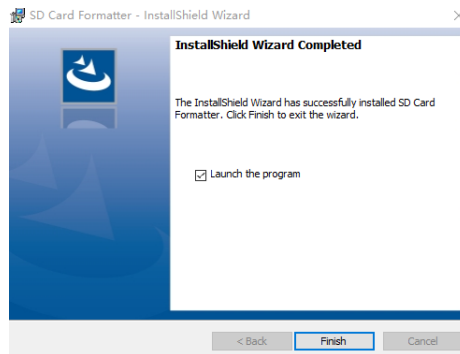 SD Card Formatter - InstallShield Wizard
InstallShield Wizard Completed
The InstallShield Wizard has successfully installed SD Card
Formatter. Click Finish to exit the wizard.
Launch the program
< Back
Finish
Cancel